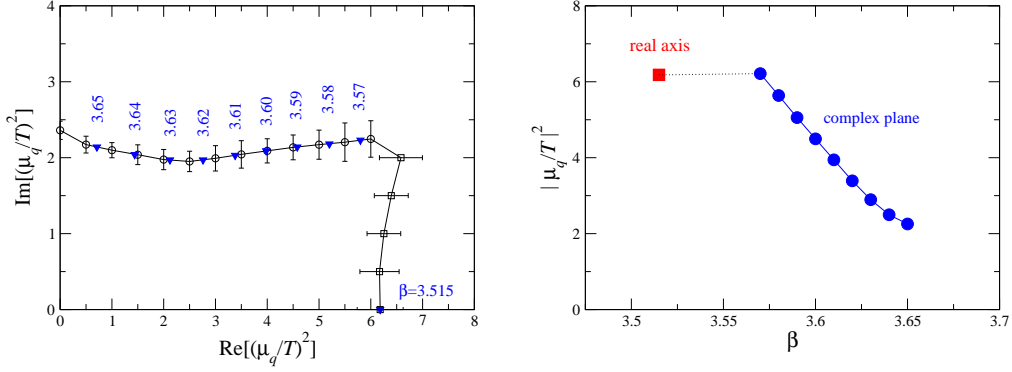 4
3
2
1
0
Im[(μ_q/T)^2]
3.65
3.64
3.63
3.62
3.61
3.60
3.59
3.58
3.57
β=3.515
0 1 2 3 4 5 6 7 8
Re[(μ_q/T)^2]
8
6
4
2
0
| μ_q/T |^2
real axis
complex plane
3.5 3.55 3.6 3.65 3.7
β